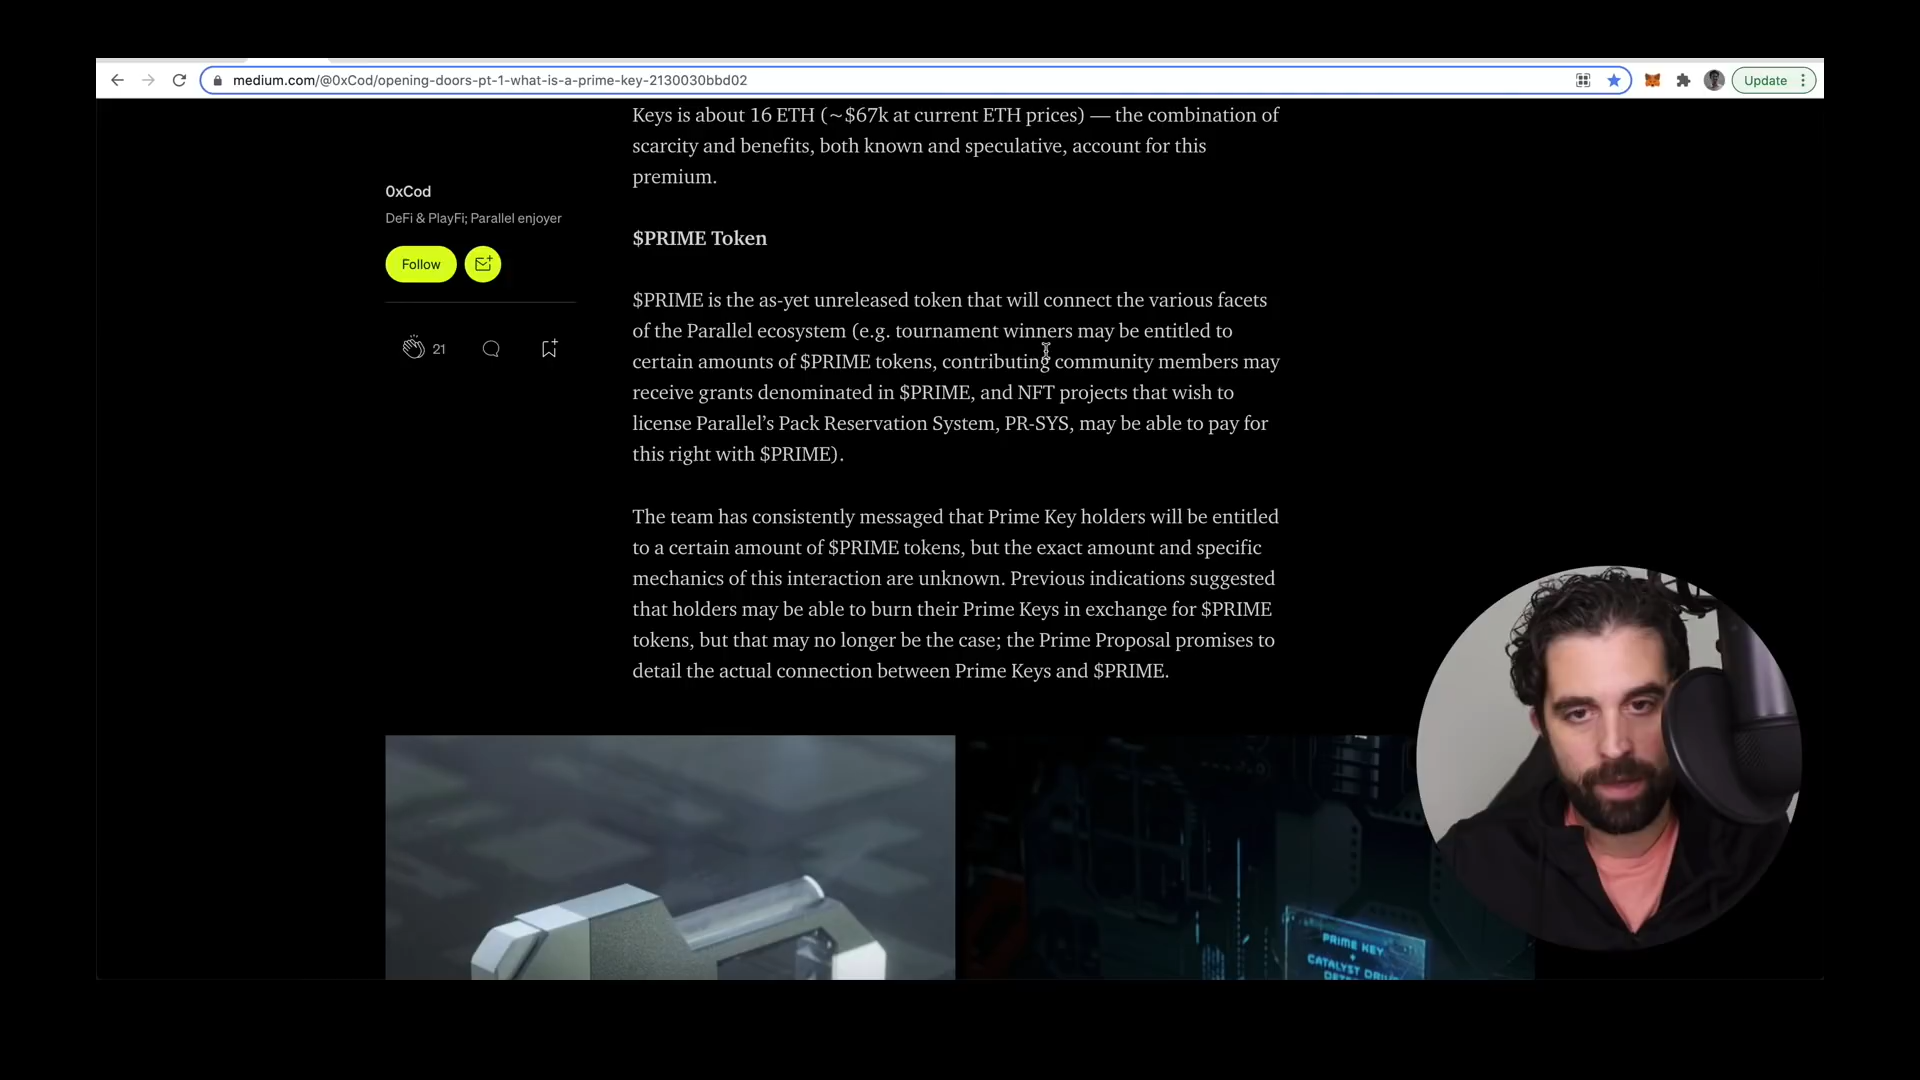 medium.com/@0xCod/opening-doors-pt-1-what-is-a-prime-key-2130030bbd02
Update
Keys is about 16 ETH (~$67k at current ETH prices) — the combination of
scarcity and benefits, both known and speculative, account for this
premium.
0xCod
DeFi & PlayFi; Parallel enjoyer
Follow
21
$PRIME Token
$PRIME is the as-yet unreleased token that will connect the various facets
of the Parallel ecosystem (e.g. tournament winners may be entitled to
certain amounts of $PRIME tokens, contributing community members may
receive grants denominated in $PRIME, and NFT projects that wish to
license Parallel’s Pack Reservation System, PR-SYS, may be able to pay for
this right with $PRIME).
The team has consistently messaged that Prime Key holders will be entitled
to a certain amount of $PRIME tokens, but the exact amount and specific
mechanics of this interaction are unknown. Previous indications suggested
that holders may be able to burn their Prime Keys in exchange for $PRIME
tokens, but that may no longer be the case; the Prime Proposal promises to
detail the actual connection between Prime Keys and $PRIME.
PRIME KEY
+
CATALYST